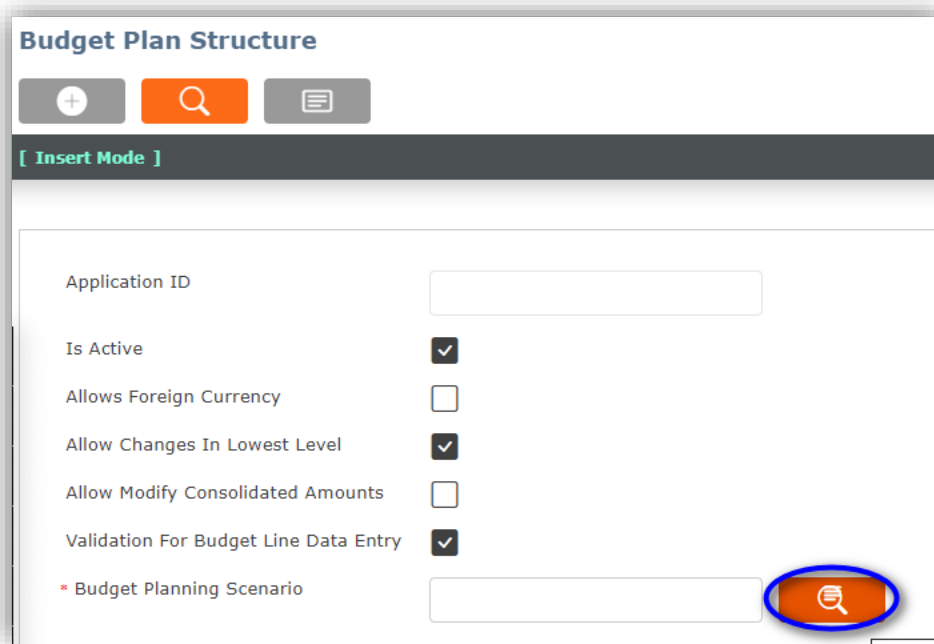 Budget Plan Structure
[ Insert Mode ]
Application ID
Is Active
Allows Foreign Currency
Allow Changes In Lowest Level
Allow Modify Consolidated Amounts
Validation For Budget Line Data Entry
* Budget Planning Scenario